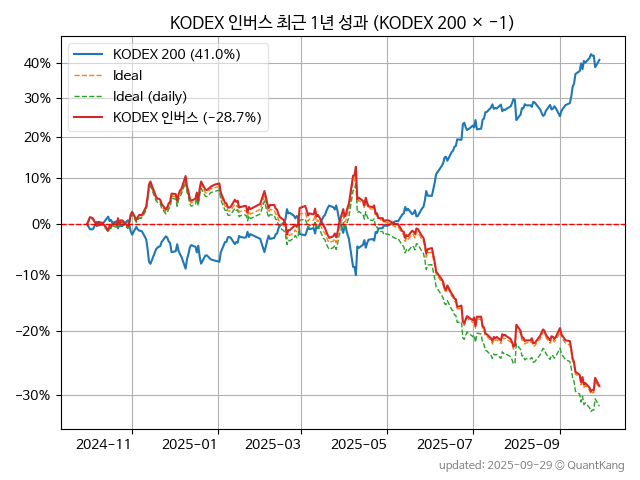 KODEX 인버스 최근 1년 성과 (KODEX 200 × −1)
KODEX 200 (41.0%)
Ideal
Ideal (daily)
KODEX 인버스 (−28.7%)
40%
30%
20%
10%
0%
−10%
−20%
−30%
2024-11
2025-01
2025-03
2025-05
2025-07
2025-09
updated: 2025-09-29 © QuantKang